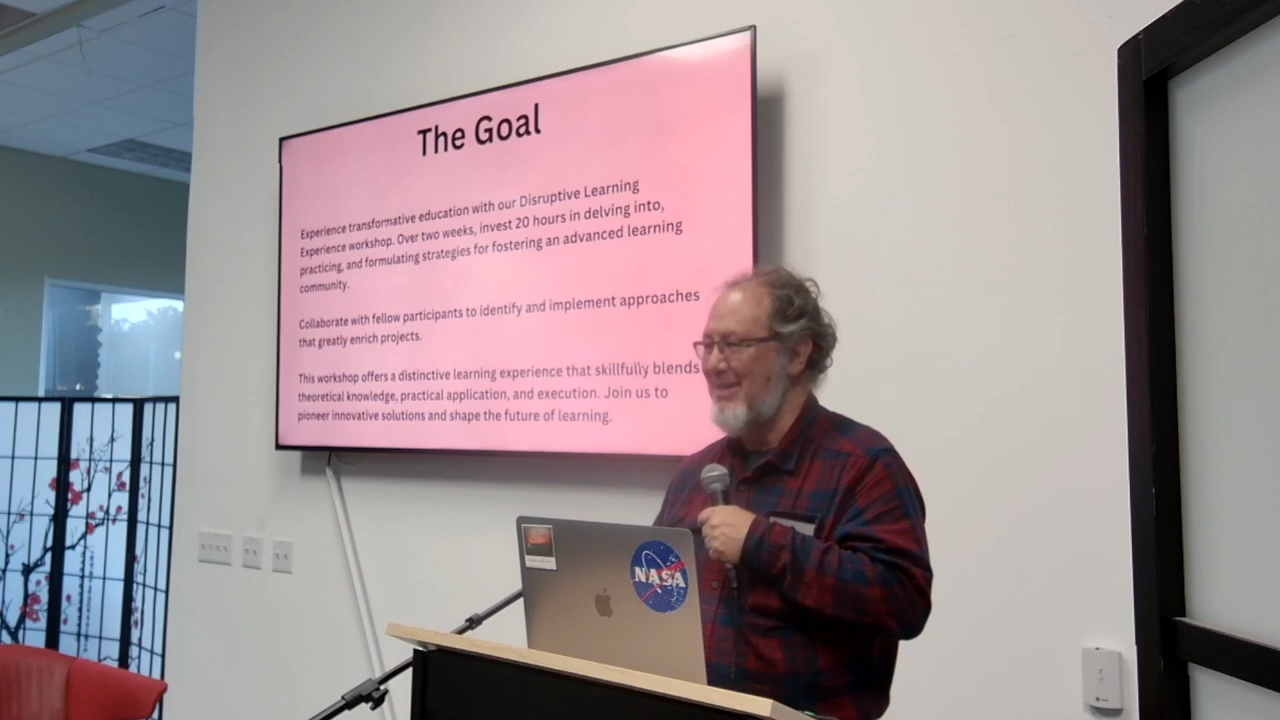 The Goal
Experience transformative education with our Disruptive Learning
Experience workshop. Over two weeks, invest 20 hours in delving into,
practicing, and formulating strategies for fostering an advanced learning
community.
Collaborate with fellow participants to identify and implement approaches
that greatly enrich projects.
This workshop offers a distinctive learning experience that skillfully blends
theoretical knowledge, practical application, and execution. Join us to
pioneer innovative solutions and shape the future of learning.
NASA